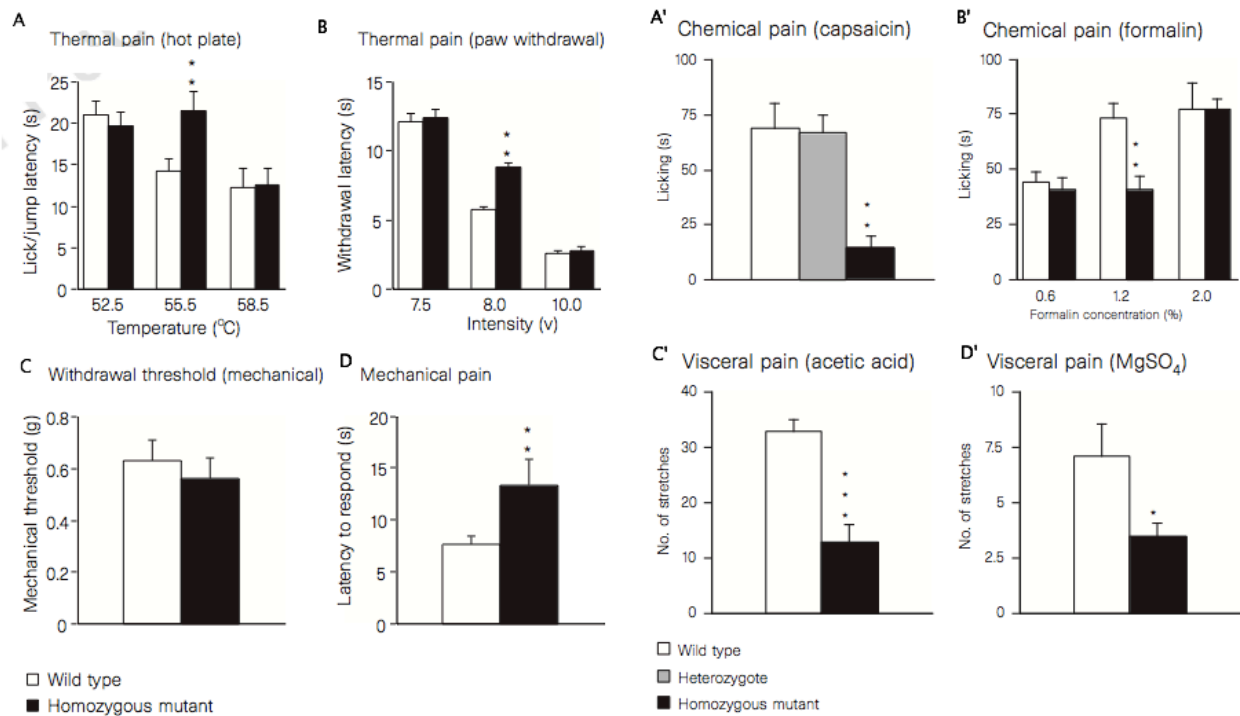 A
Thermal pain (hot plate)
Lick/jump latency (s)
25
20
15
10
5
0
* *
52.5 55.5 58.5
Temperature (°C)
B
Thermal pain (paw withdrawal)
Withdrawal latency (s)
15
10
5
0
* *
7.5 8.0 10.0
Intensity (v)
C
Withdrawal threshold (mechanical)
Mechanical threshold (g)
0.8
0.6
0.4
0.2
0
D
Mechanical pain
Latency to respond (s)
20
15
10
5
0
* *
Wild type
Homozygous mutant
A'
Chemical pain (capsaicin)
Licking (s)
100
75
50
25
0
* *
B'
Chemical pain (formalin)
Licking (s)
100
75
50
25
0
* *
0.6 1.2 2.0
Formalin concentration (%)
C'
Visceral pain (acetic acid)
No. of stretches
40
30
20
10
0
* * *
D'
Visceral pain (MgSO₄)
No. of stretches
10
7.5
5
2.5
0
*
Wild type
Heterozygote
Homozygous mutant